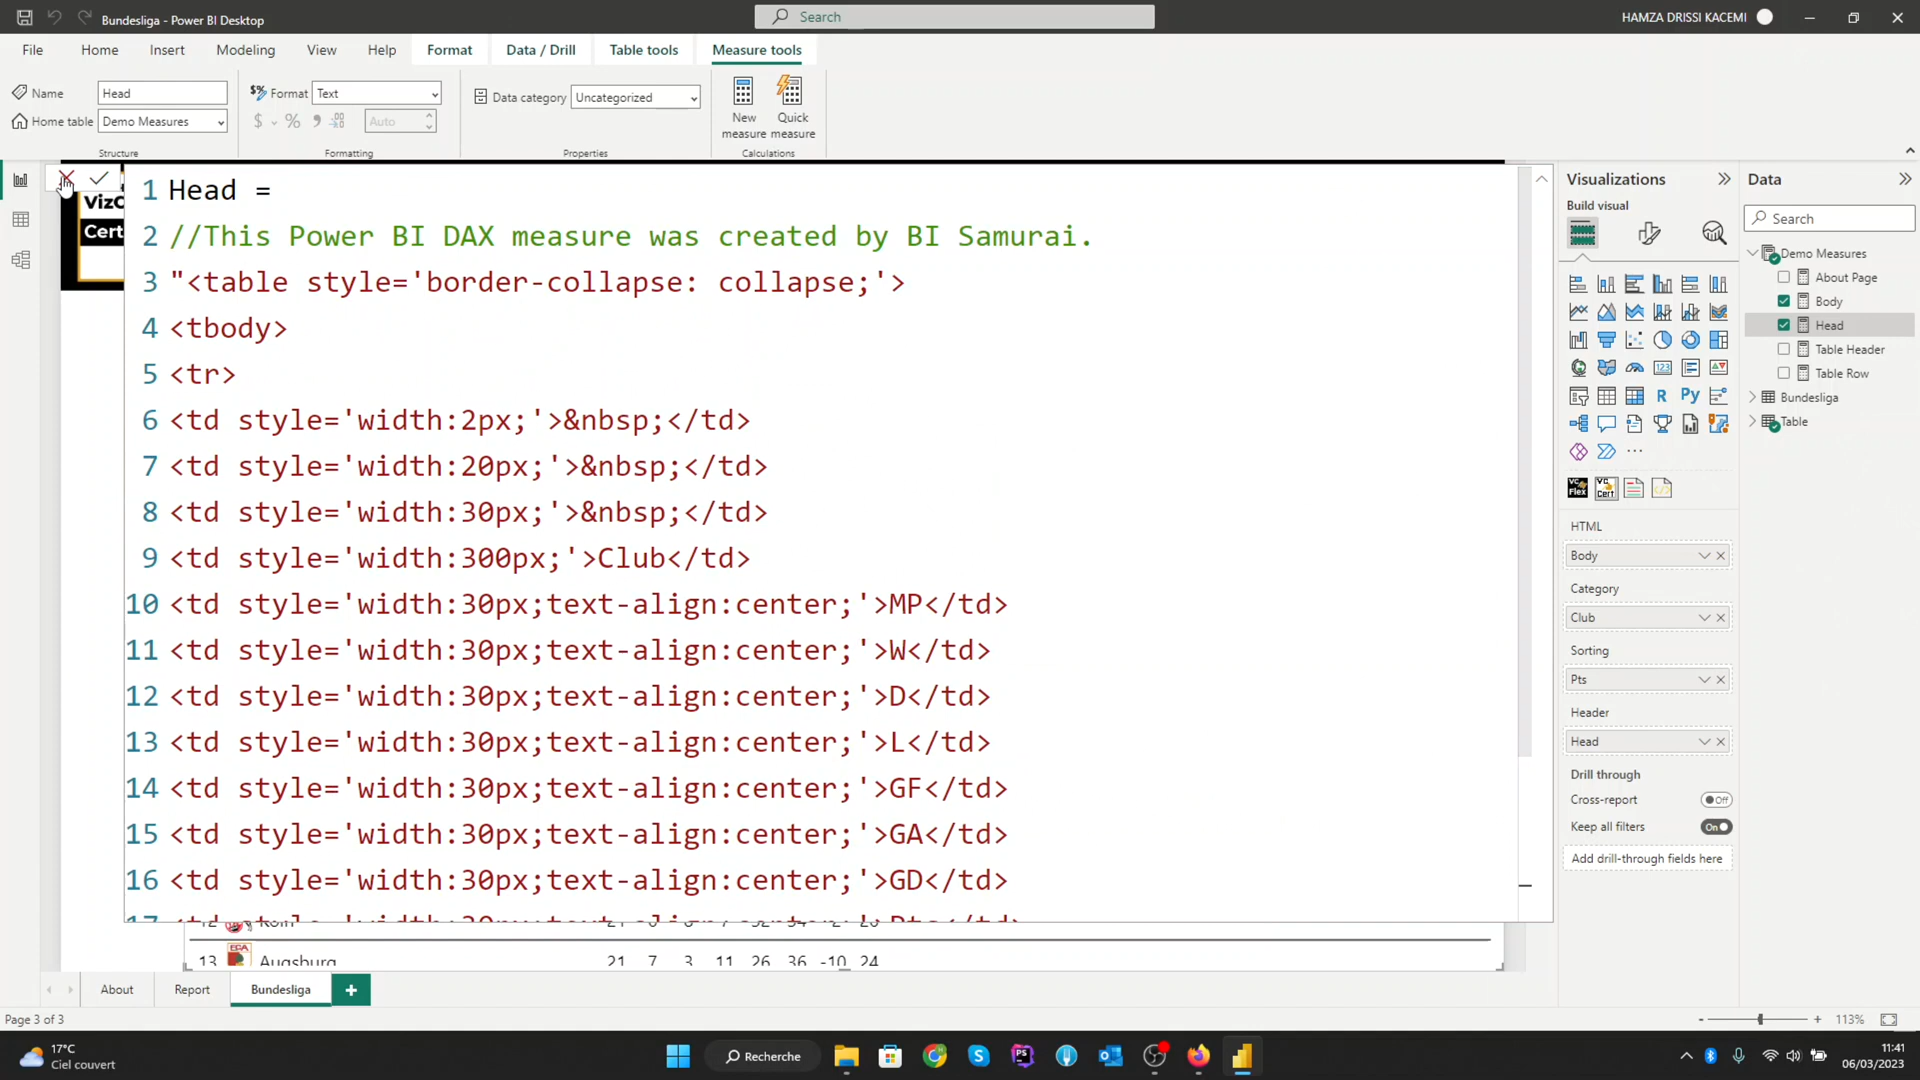 Bundesliga - Power BI Desktop
Search
HAMZA DRISSI KACEMI
File Home Insert Modeling View Help Format Data / Drill Table tools Measure tools
Name Head
Home table Demo Measures
Structure
Format Text
$ % Auto
Formatting
Data category Uncategorized
Properties
New measure
Quick measure
Calculations
VizC
Cert
1 Head =
2 //This Power BI DAX measure was created by BI Samurai.
3 "<table style='border-collapse: collapse;'>
4 <tbody>
5 <tr>
6 <td style='width:2px;'>&nbsp;</td>
7 <td style='width:20px;'>&nbsp;</td>
8 <td style='width:30px;'>&nbsp;</td>
9 <td style='width:300px;'>Club</td>
10 <td style='width:30px;text-align:center;'>MP</td>
11 <td style='width:30px;text-align:center;'>W</td>
12 <td style='width:30px;text-align:center;'>D</td>
13 <td style='width:30px;text-align:center;'>L</td>
14 <td style='width:30px;text-align:center;'>GF</td>
15 <td style='width:30px;text-align:center;'>GA</td>
16 <td style='width:30px;text-align:center;'>GD</td>
13 Augsburg 21 7 3 11 26 36 -10 24
Visualizations
Build visual
R Py
HTML
Body
Category
Club
Sorting
Pts
Header
Head
Drill through
Cross-report Off
Keep all filters On
Add drill-through fields here
Data
Search
Demo Measures
About Page
Body
Head
Table Header
Table Row
Bundesliga
Table
About Report Bundesliga +
Page 3 of 3
- + 113%
17°C
Ciel couvert
Recherche
11:41
06/03/2023